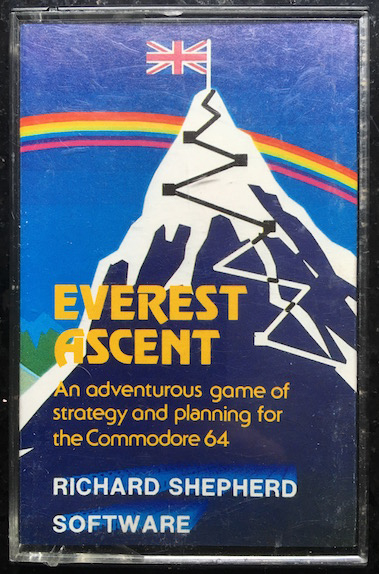 EVEREST
ASCENT
An adventurous game of
strategy and planning for
the Commodore 64
RICHARD SHEPHERD
SOFTWARE